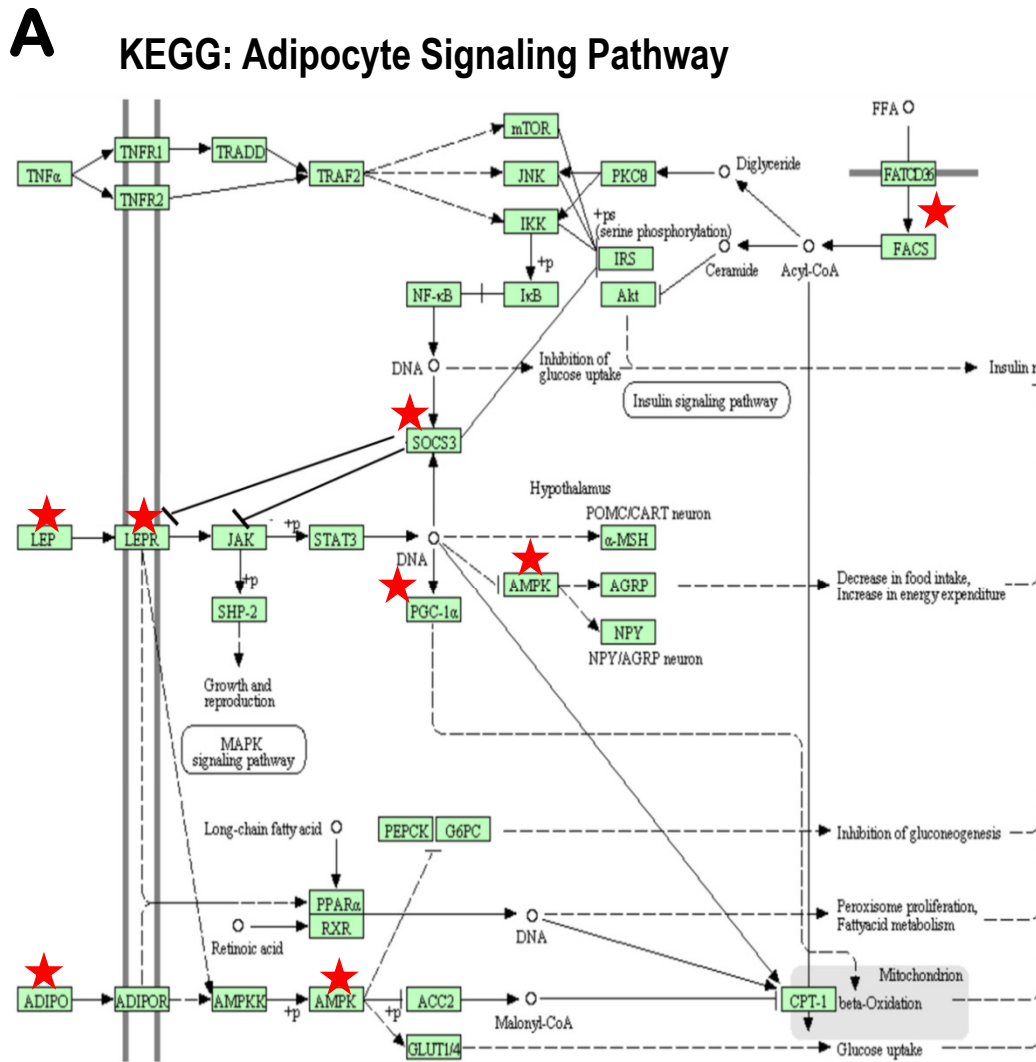 A
KEGG: Adipocyte Signaling Pathway
FFA
mTOR
TNFR1
TRADD
TNFα
TRAF2
JNK
PKCθ
Diglyceride
FATCD36
TNFR2
IKK
+ps
(serine phosphorylation)
+p
IRS
Ceramide
Acyl-CoA
FACS
NF-κB
IκB
Akt
DNA
Inhibition of
glucose uptake
Insulin r
Insulin signaling pathway
SOCS3
Hypothalamus
POMC/CART neuron
LEP
LEPR
JAK
+p
STAT3
α-MSH
DNA
+p
AMPK
AGRP
Decrease in food intake,
Increase in energy expenditure
SHP-2
PGC-1α
NPY
NPY/AGRP neuron
Growth and
reproduction
MAPK
signaling pathway
Long-chain fatty acid
PEPCK
G6PC
Inhibition of gluconeogenesis
PPARα
RXR
Retinoic acid
DNA
Peroxisome proliferation,
Fattyacid metabolism
Mitochondrion
ADIPO
ADIPOR
AMPKK
+p
AMPK
+p
ACC2
Malonyl-CoA
CPT-1
beta-Oxidation
GLUT1/4
Glucose uptake